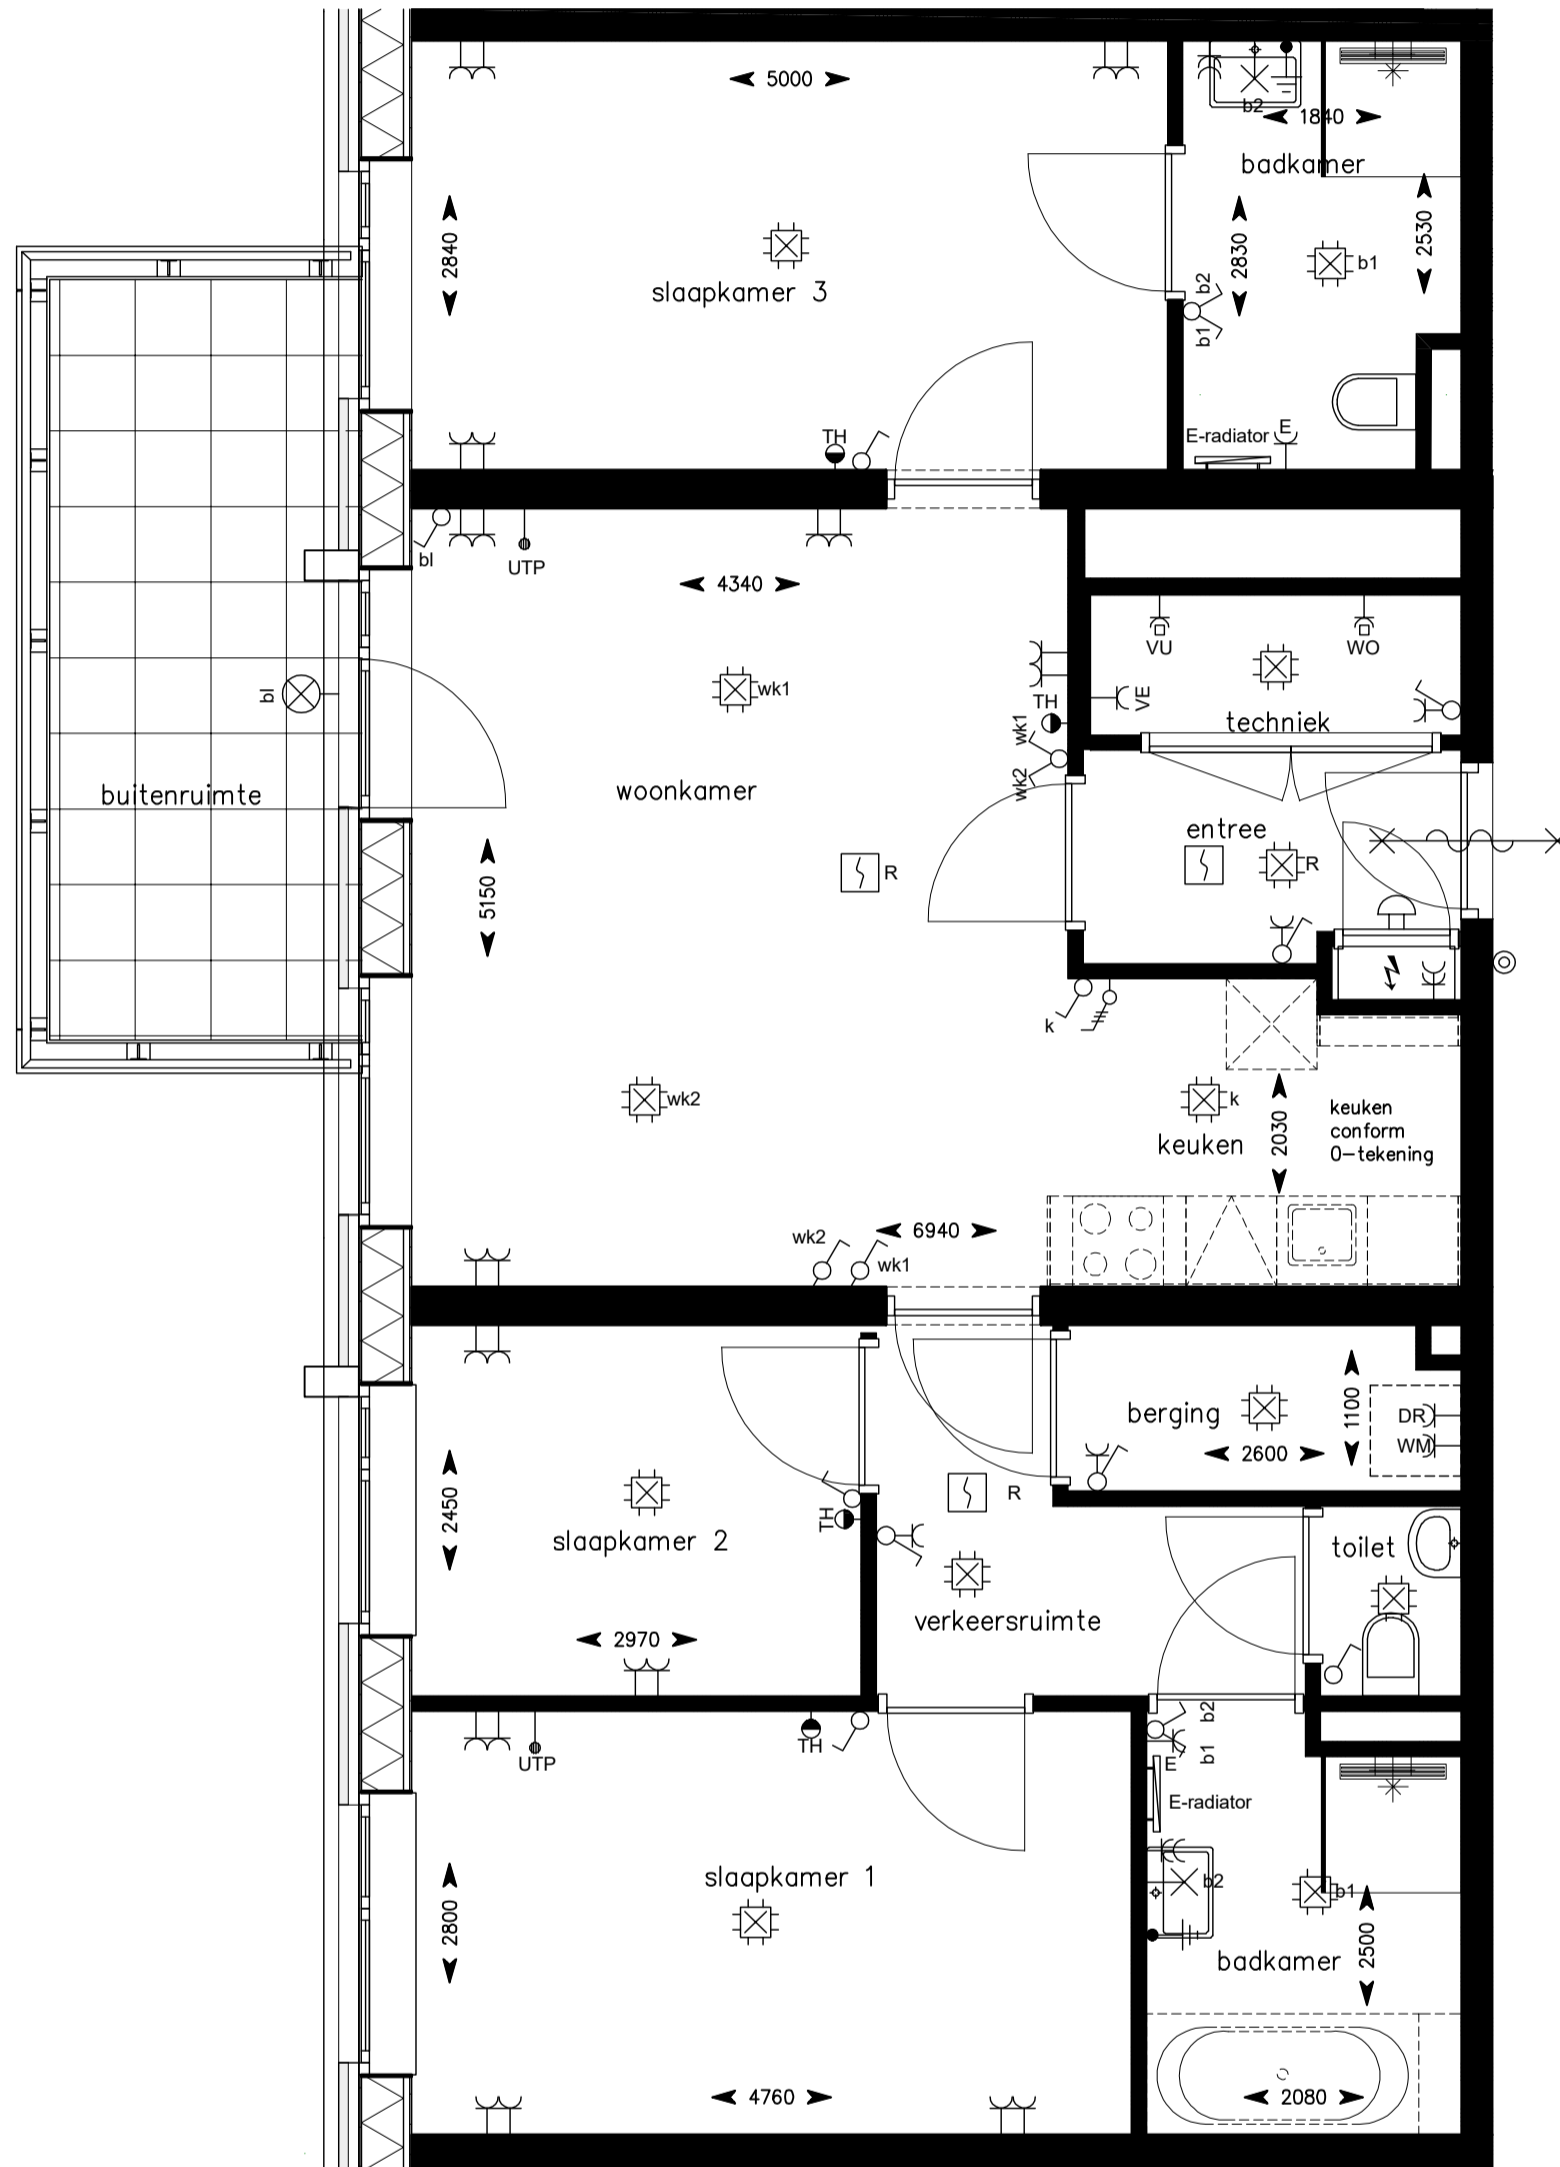 5000
b2
1840
badkamer
2840
2830
2530
b1
slaapkamer 3
b2
b1
TH
E-radiator
E
bl
UTP
4340
VU
WO
wk1
VE
TH
bl
wk1
techniek
wk2
buitenruimte
woonkamer
entree
R
R
5150
k
wk2
k
keuken
2030
keuken
conform
0-tekening
wk2
6940
wk1
berging
1100
DR
WM
2600
2450
R
TH
slaapkamer 2
toilet
verkeersruimte
2970
b2
TH
UTP
b1
E
E-radiator
slaapkamer 1
b2
b1
2800
badkamer
2500
4760
2080